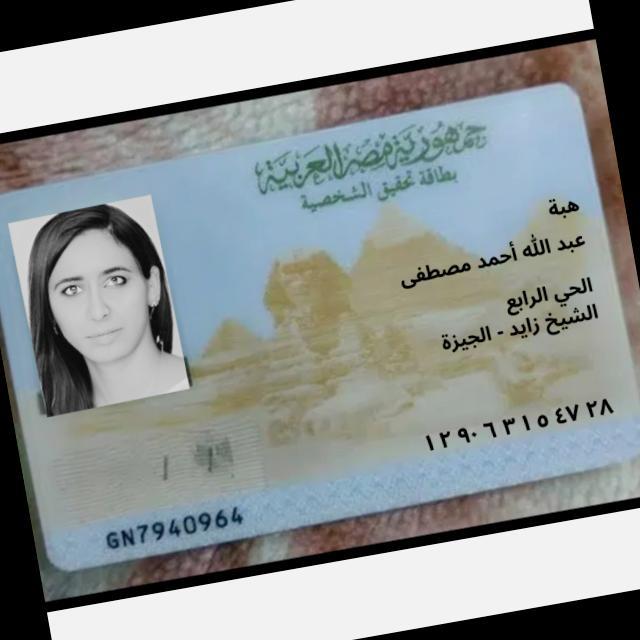 جمهورية مصر العربية
بطاقة تحقيق الشخصية
هبة
عبد الله أحمد مصطفى
الحي الرابع
الشيخ زايد - الجيزة
١٢٩٠٦٣١٥٤٧٢٨
GN7940964